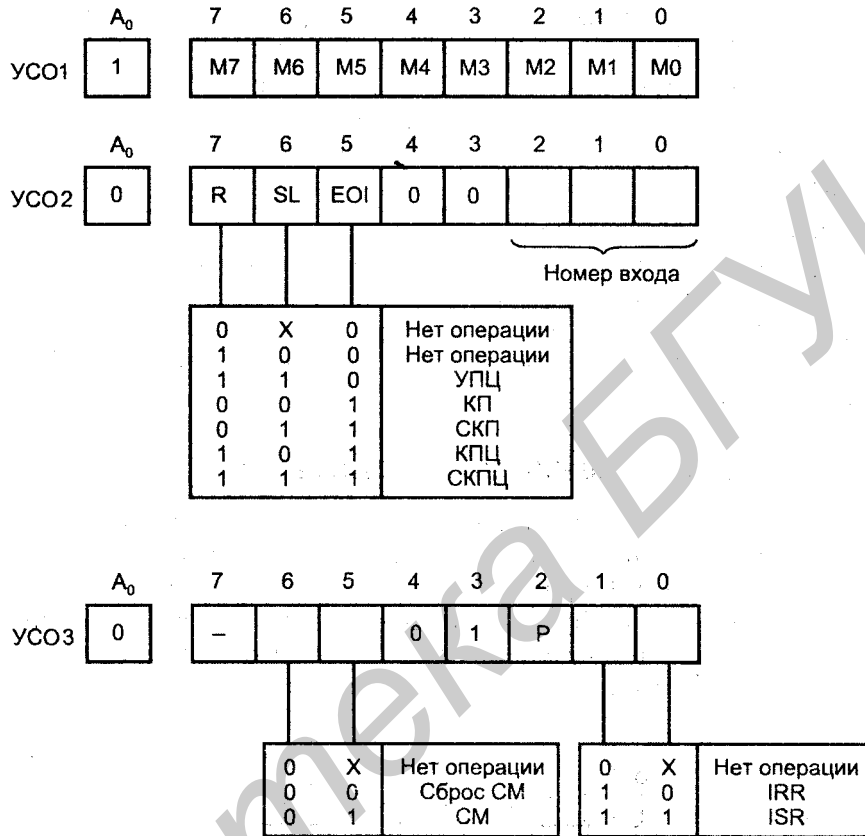 A₀ 7 6 5 4 3 2 1 0
УСО1 1 M7 M6 M5 M4 M3 M2 M1 M0
A₀ 7 6 5 4 3 2 1 0
УСО2 0 R SL EOI 0 0
Номер входа
0 X 0 Нет операции
1 0 0 Нет операции
1 1 0 УПЦ
0 0 1 КП
0 1 1 СКП
1 0 1 КПЦ
1 1 1 СКПЦ
A₀ 7 6 5 4 3 2 1 0
УСО3 0 – 0 1 P
0 X Нет операции 0 X Нет операции
0 0 Сброс СМ 1 0 IRR
0 1 СМ 1 1 ISR
тека БГУИ